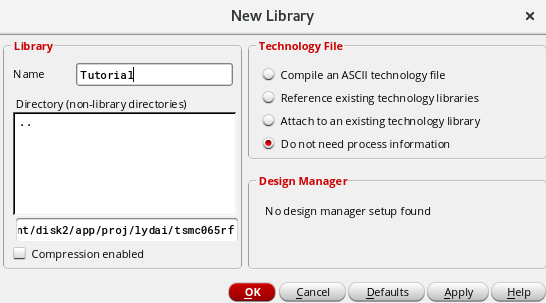 New Library
Library
Name Tutorial
Directory (non-library directories)
..
nt/disk2/app/proj/lydai/tsmc065rf
Compression enabled
Technology File
Compile an ASCII technology file
Reference existing technology libraries
Attach to an existing technology library
Do not need process information
Design Manager
No design manager setup found
OK Cancel Defaults Apply Help